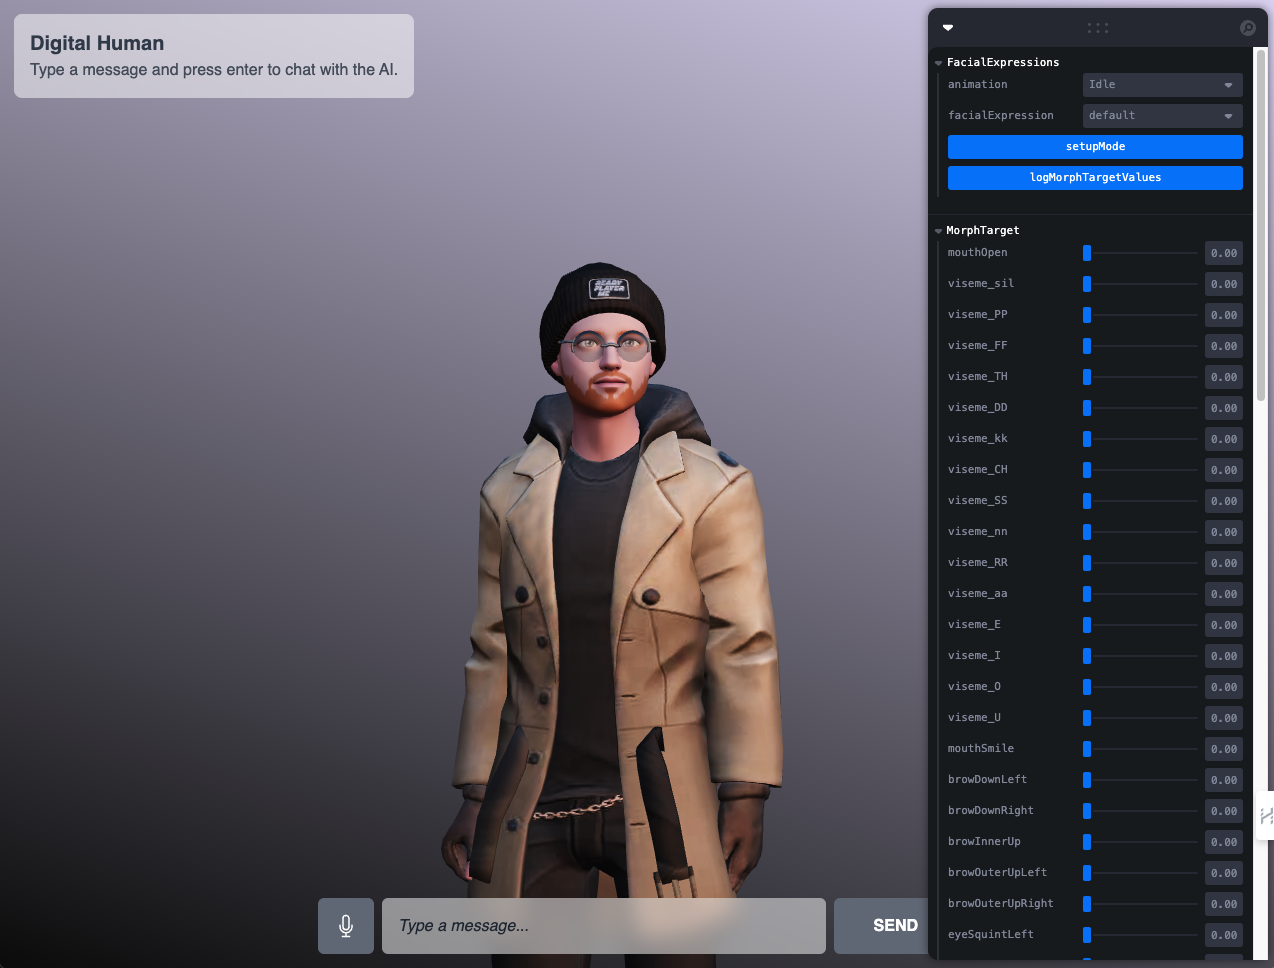 Digital Human
Type a message and press enter to chat with the AI.
READY
PLAYER
ME
Type a message...
SEND
FacialExpressions
animation Idle
facialExpression default
setupMode
logMorphTargetValues
MorphTarget
mouthOpen 0.00
viseme_sil 0.00
viseme_PP 0.00
viseme_FF 0.00
viseme_TH 0.00
viseme_DD 0.00
viseme_kk 0.00
viseme_CH 0.00
viseme_SS 0.00
viseme_nn 0.00
viseme_RR 0.00
viseme_aa 0.00
viseme_E 0.00
viseme_I 0.00
viseme_O 0.00
viseme_U 0.00
mouthSmile 0.00
browDownLeft 0.00
browDownRight 0.00
browInnerUp 0.00
browOuterUpLeft 0.00
browOuterUpRight 0.00
eyeSquintLeft 0.00